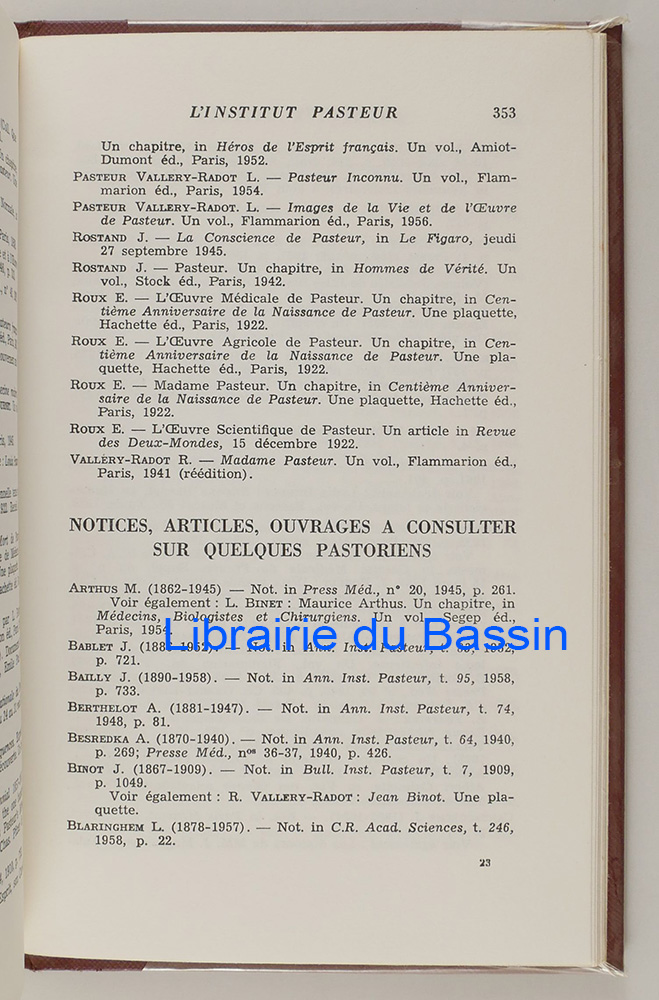 L'INSTITUT PASTEUR 353
Un chapitre, in Héros de l'Esprit français. Un vol., Amiot-
Dumont éd., Paris, 1952.
PASTEUR VALLERY-RADOT L. — Pasteur Inconnu. Un vol., Flam-
marion éd., Paris, 1954.
PASTEUR VALLERY-RADOT. L. — Images de la Vie et de l'Œuvre
de Pasteur. Un vol., Flammarion éd., Paris, 1956.
ROSTAND J. — La Conscience de Pasteur, in Le Figaro, jeudi
27 septembre 1945.
ROSTAND J. — Pasteur. Un chapitre, in Hommes de Vérité. Un
vol., Stock éd., Paris, 1942.
ROUX E. — L'Œuvre Médicale de Pasteur. Un chapitre, in Cen-
tième Anniversaire de la Naissance de Pasteur. Une plaquette,
Hachette éd., Paris, 1922.
ROUX E. — L'Œuvre Agricole de Pasteur. Un chapitre, in Cen-
tième Anniversaire de la Naissance de Pasteur. Une pla-
quette, Hachette éd., Paris, 1922.
ROUX E. — Madame Pasteur. Un chapitre, in Centième Anniver-
saire de la Naissance de Pasteur. Une plaquette, Hachette éd.,
Paris, 1922.
ROUX E. — L'Œuvre Scientifique de Pasteur. Un article in Revue
des Deux-Mondes, 15 décembre 1922.
VALLÉRY-RADOT R. — Madame Pasteur. Un vol., Flammarion éd.,
Paris, 1941 (réédition).
NOTICES, ARTICLES, OUVRAGES A CONSULTER
SUR QUELQUES PASTORIENS
ARTHUS M. (1862-1945) — Not. in Press Méd., n° 20, 1945, p. 261.
Voir également : L. BINET : Maurice Arthus. Un chapitre, in
Médecins, Biologistes et Chirurgiens. Un vol. Segep éd.,
Paris, 1954.
Librairie du Bassin
BABLET J. — Not. in Ann. Inst. Pasteur, t.
p. 721.
BAILLY J. (1890-1958). — Not. in Ann. Inst. Pasteur, t. 95, 1958,
p. 733.
BERTHELOT A. (1881-1947). — Not. in Ann. Inst. Pasteur, t. 74,
1948, p. 81.
BESREDKA A. (1870-1940). — Not. in Ann. Inst. Pasteur, t. 64, 1940,
p. 269; Presse Méd., nos 36-37, 1940, p. 426.
BINOT J. (1867-1909). — Not. in Bull. Inst. Pasteur, t. 7, 1909,
p. 1049.
Voir également : R. VALLERY-RADOT : Jean Binot. Une pla-
quette.
BLARINGHEM L. (1878-1957). — Not. in C.R. Acad. Sciences, t. 246,
1958, p. 22.
23